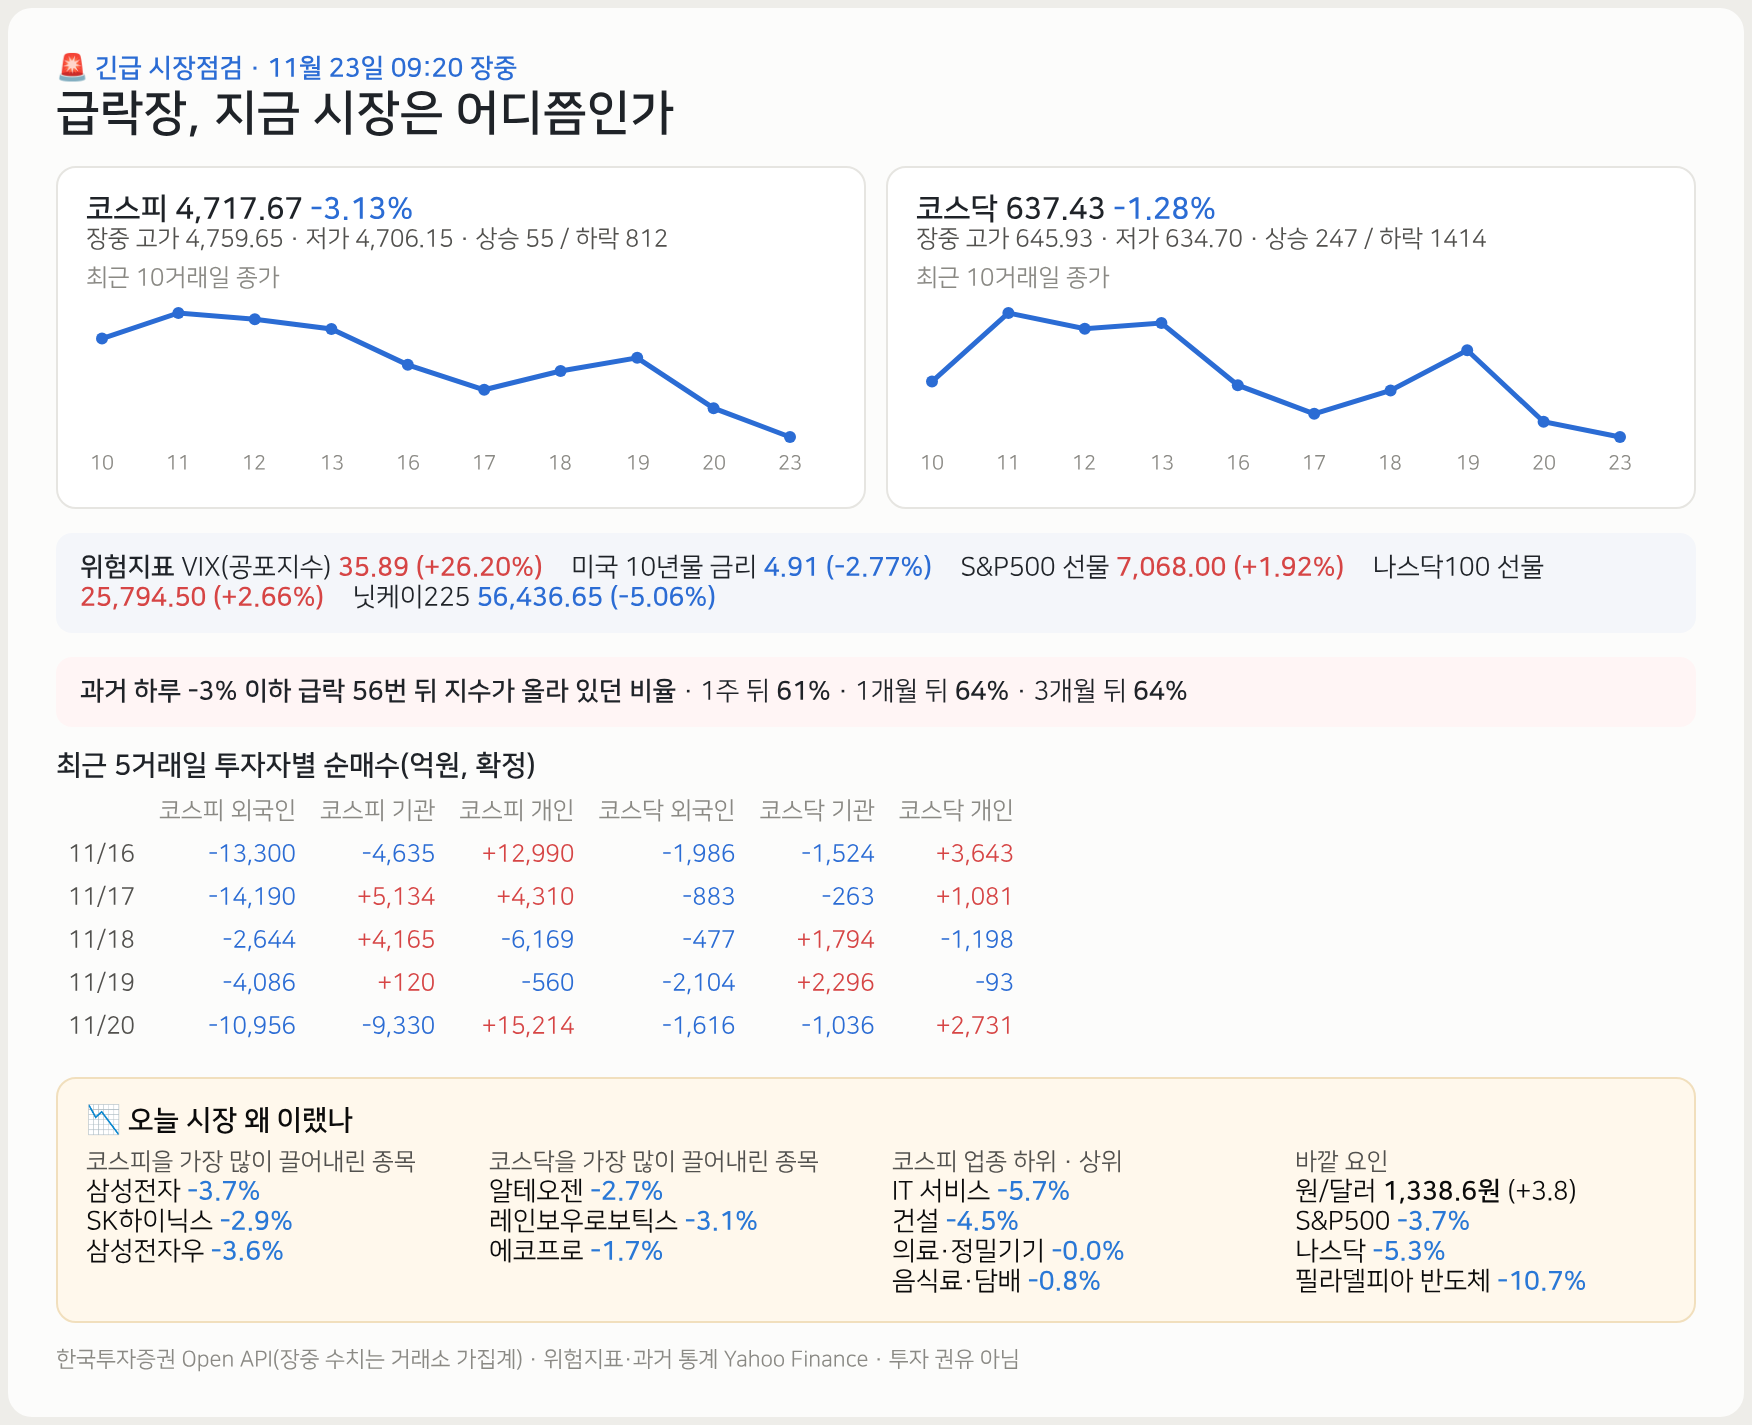 🚨 긴급 시장점검 · 11월 23일 09:20 장중
급락장, 지금 시장은 어디쯤인가
코스피 4,717.67 -3.13%
장중 고가 4,759.65 · 저가 4,706.15 · 상승 55 / 하락 812
최근 10거래일 종가
10 11 12 13 16 17 18 19 20 23
코스닥 637.43 -1.28%
장중 고가 645.93 · 저가 634.70 · 상승 247 / 하락 1414
최근 10거래일 종가
10 11 12 13 16 17 18 19 20 23
위험지표 VIX(공포지수) 35.89 (+26.20%) 미국 10년물 금리 4.91 (-2.77%) S&P500 선물 7,068.00 (+1.92%) 나스닥100 선물
25,794.50 (+2.66%) 닛케이225 56,436.65 (-5.06%)
과거 하루 -3% 이하 급락 56번 뒤 지수가 올라 있던 비율 · 1주 뒤 61% · 1개월 뒤 64% · 3개월 뒤 64%
최근 5거래일 투자자별 순매수(억원, 확정)
코스피 외국인 코스피 기관 코스피 개인 코스닥 외국인 코스닥 기관 코스닥 개인
11/16 -13,300 -4,635 +12,990 -1,986 -1,524 +3,643
11/17 -14,190 +5,134 +4,310 -883 -263 +1,081
11/18 -2,644 +4,165 -6,169 -477 +1,794 -1,198
11/19 -4,086 +120 -560 -2,104 +2,296 -93
11/20 -10,956 -9,330 +15,214 -1,616 -1,036 +2,731
📉 오늘 시장 왜 이랬나
코스피을 가장 많이 끌어내린 종목
삼성전자 -3.7%
SK하이닉스 -2.9%
삼성전자우 -3.6%
코스닥을 가장 많이 끌어내린 종목
알테오젠 -2.7%
레인보우로보틱스 -3.1%
에코프로 -1.7%
코스피 업종 하위 · 상위
IT 서비스 -5.7%
건설 -4.5%
의료·정밀기기 -0.0%
음식료·담배 -0.8%
바깥 요인
원/달러 1,338.6원 (+3.8)
S&P500 -3.7%
나스닥 -5.3%
필라델피아 반도체 -10.7%
한국투자증권 Open API(장중 수치는 거래소 가집계) · 위험지표·과거 통계 Yahoo Finance · 투자 권유 아님